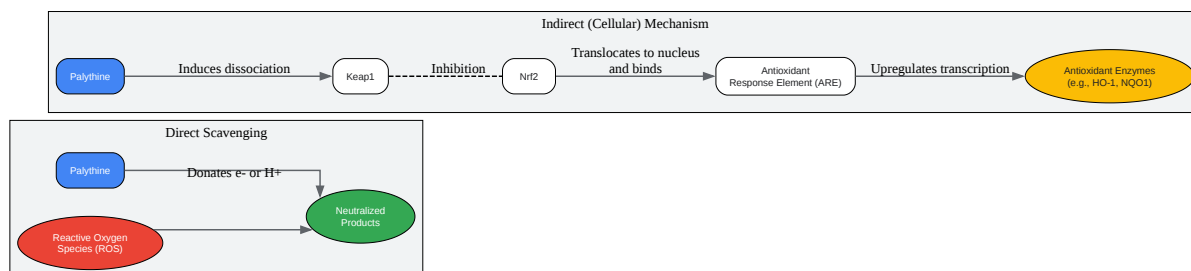 Indirect (Cellular) Mechanism
Palythine
Induces dissociation
Keap1
Inhibition
Nrf2
Translocates to nucleus
and binds
Antioxidant
Response Element (ARE)
Upregulates transcription
Antioxidant Enzymes
(e.g., HO-1, NQO1)
Direct Scavenging
Palythine
Donates e- or H+
Neutralized
Products
Reactive Oxygen
Species (ROS)